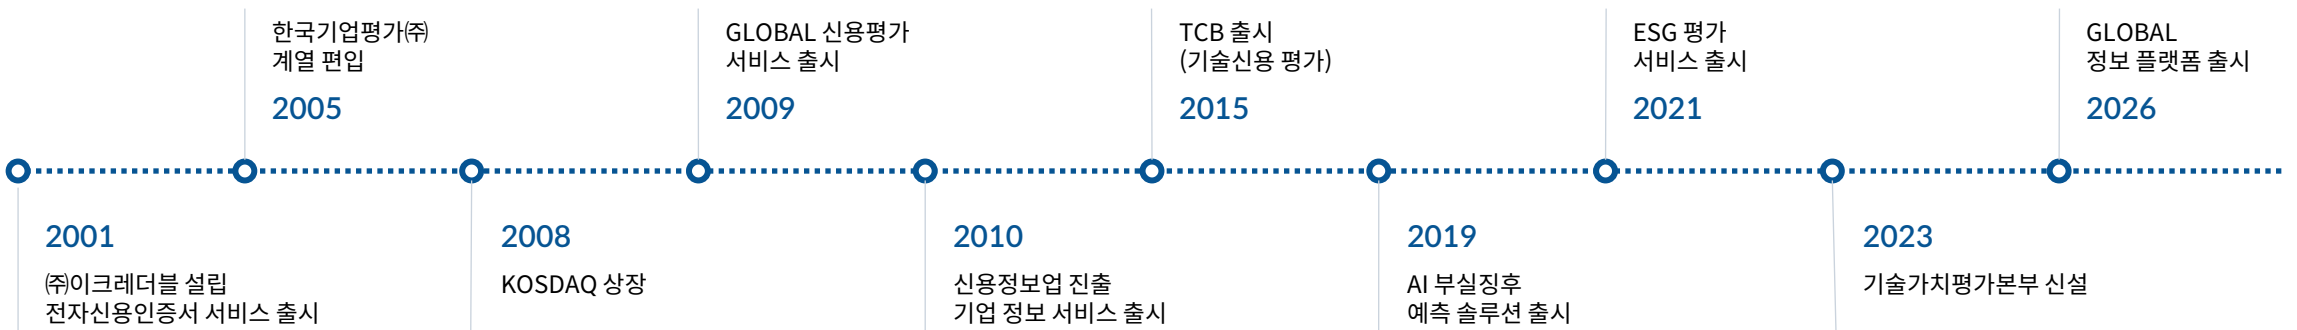 한국기업평가㈜
계열 편입
2005
GLOBAL 신용평가
서비스 출시
2009
TCB 출시
(기술신용 평가)
2015
ESG 평가
서비스 출시
2021
GLOBAL
정보 플랫폼 출시
2026
2001
㈜이크레더블 설립
전자신용인증서 서비스 출시
2008
KOSDAQ 상장
2010
신용정보업 진출
기업 정보 서비스 출시
2019
AI 부실징후
예측 솔루션 출시
2023
기술가치평가본부 신설